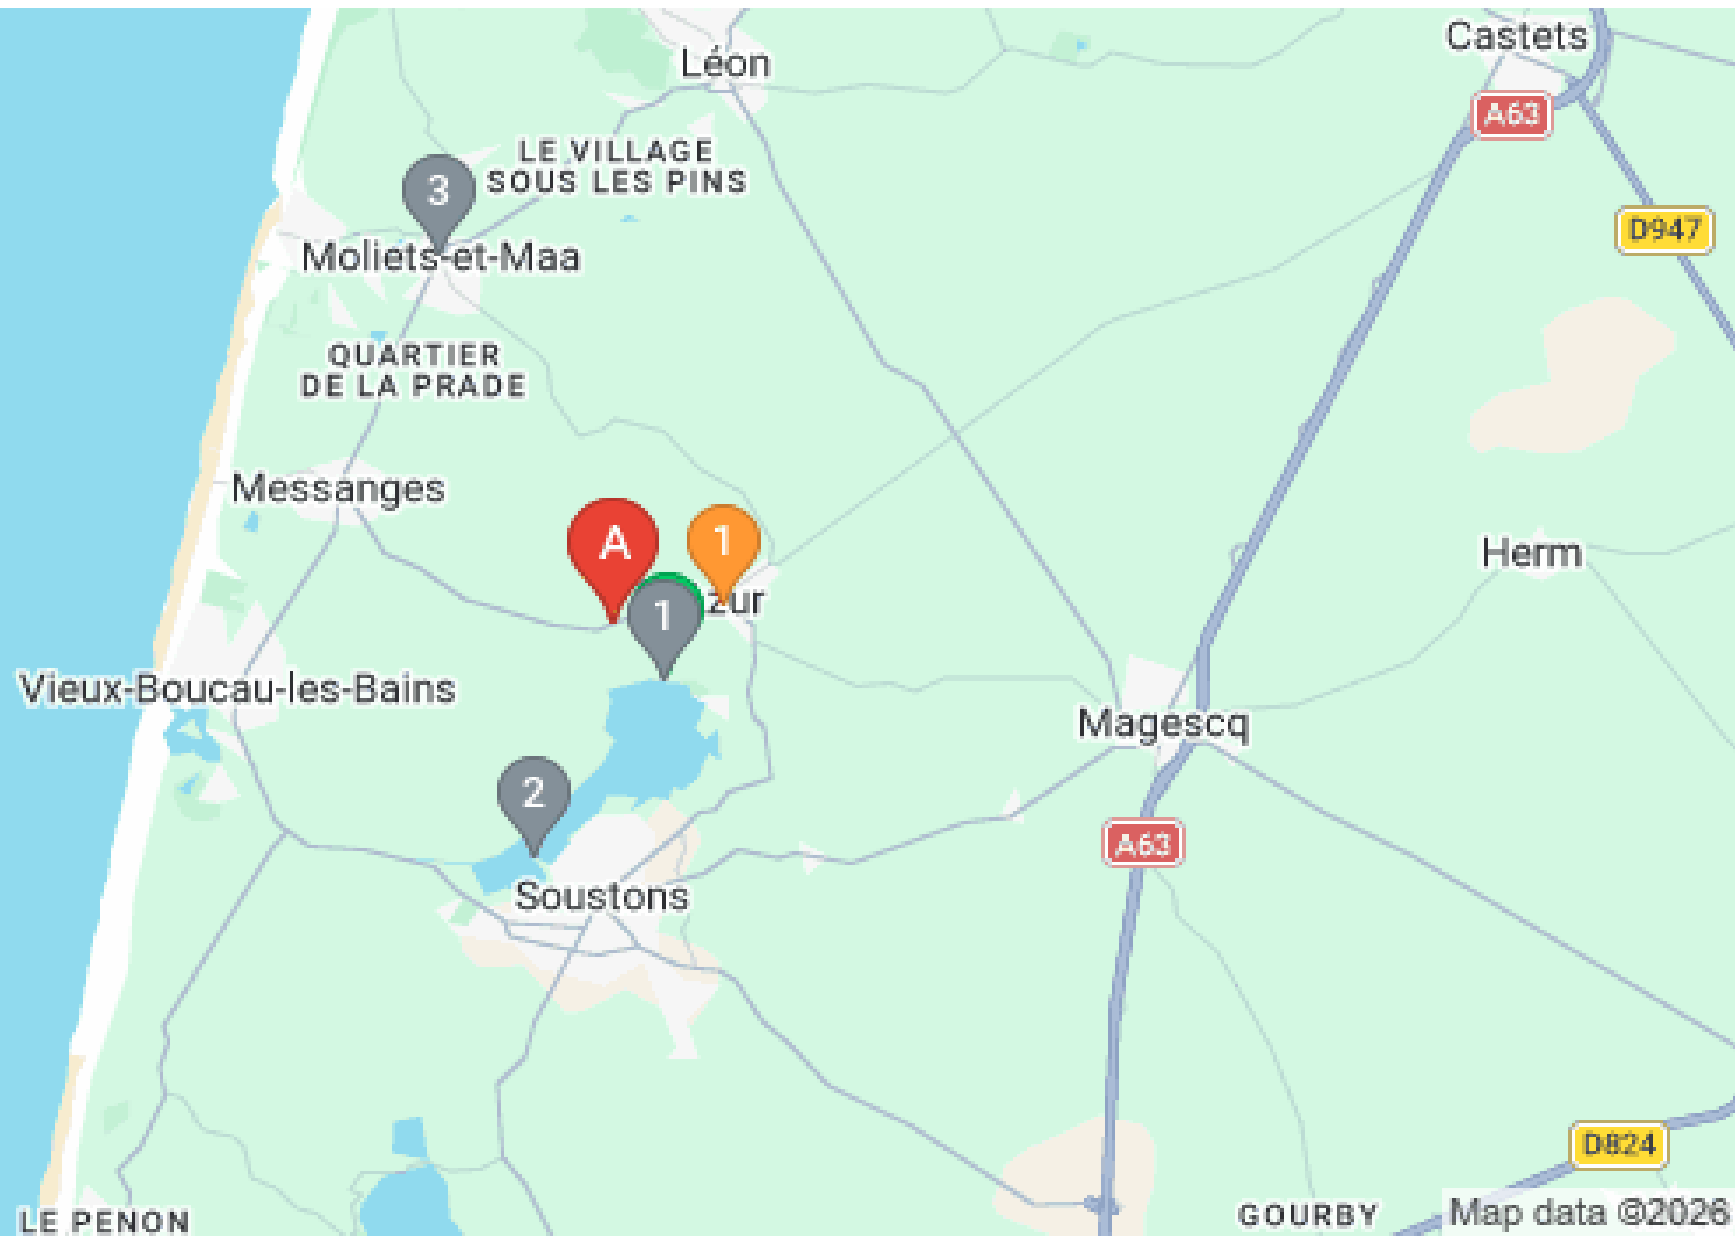 Castets
Léon
A63
LE VILLAGE
SOUS LES PINS
3
D947
Moliets-et-Maa
QUARTIER
DE LA PRADE
Messanges
A
1
Herm
zur
1
Vieux-Boucau-les-Bains
Magescq
2
A63
Soustons
D824
LE PENON
GOURBY
Map data ©2026